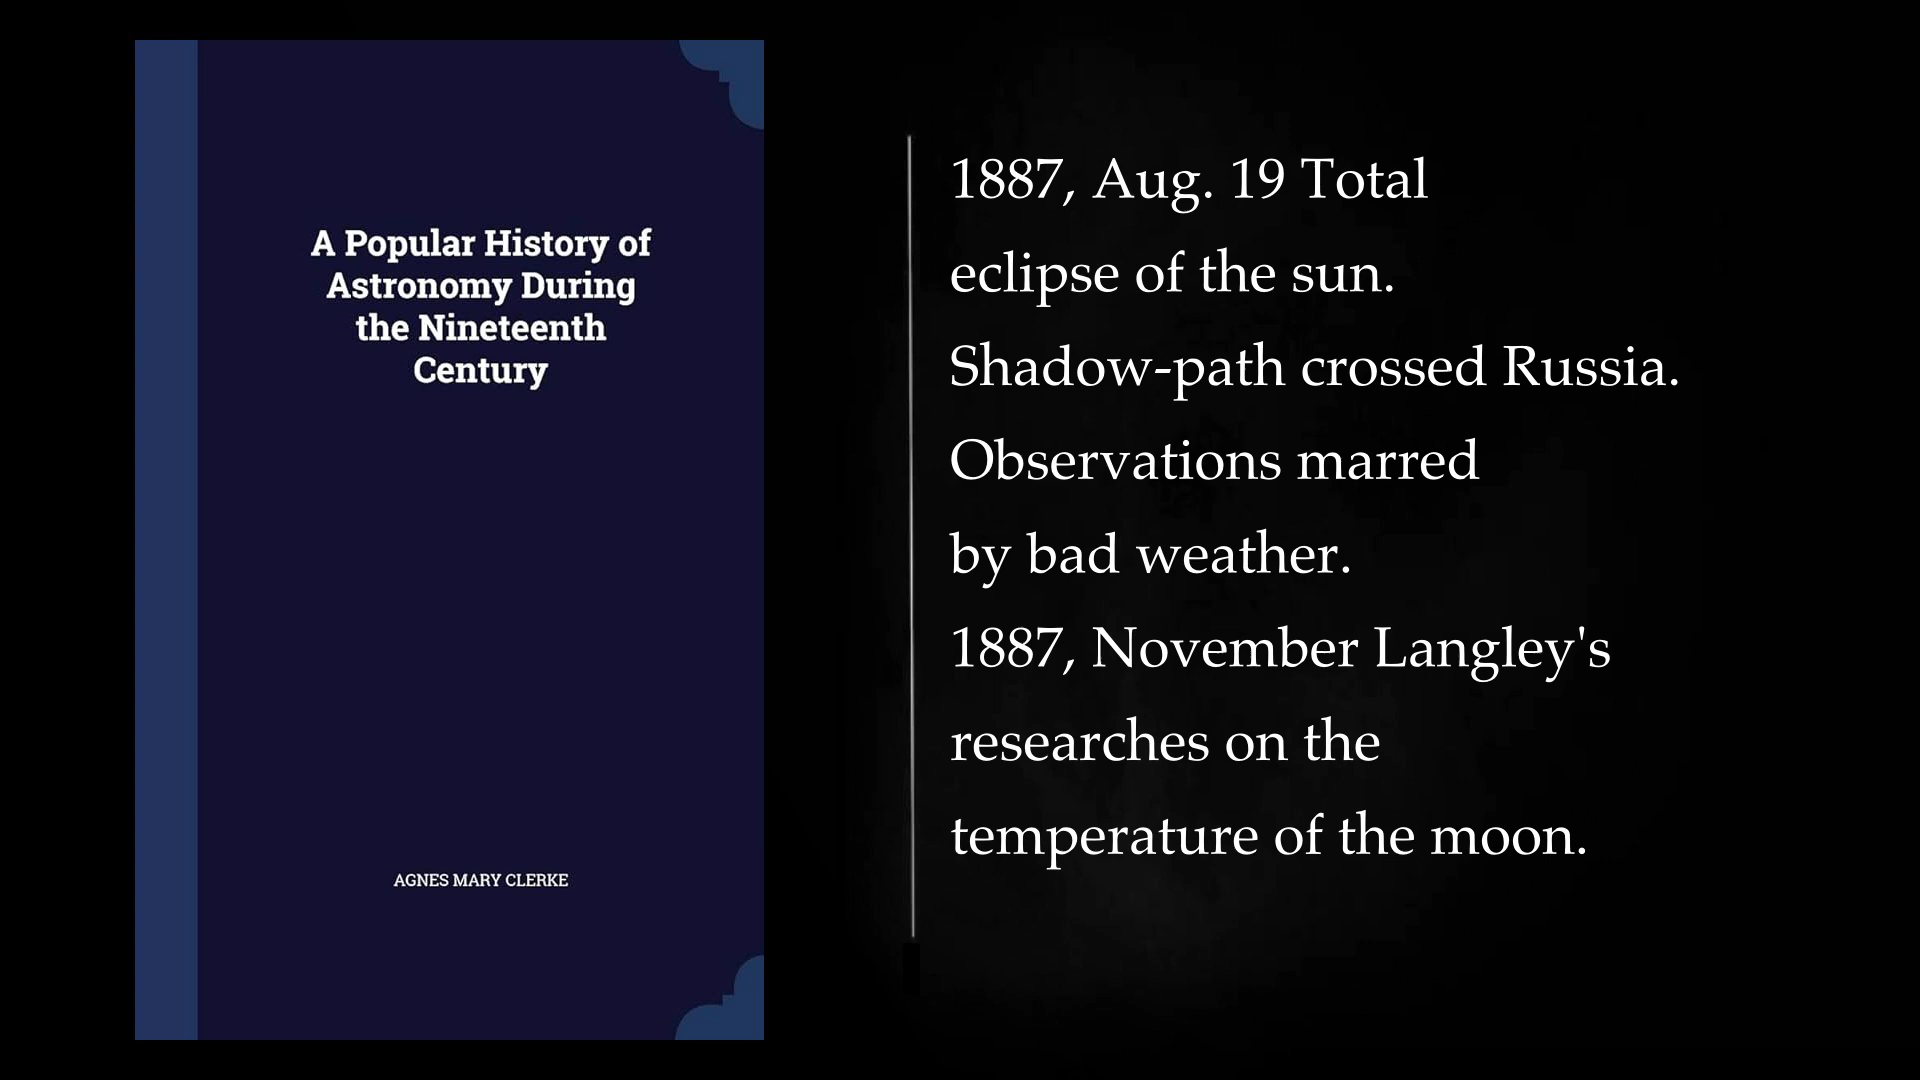 A Popular History of
Astronomy During
the Nineteenth
Century
AGNES MARY CLERKE
1887, Aug. 19 Total
eclipse of the sun.
Shadow-path crossed Russia.
Observations marred
by bad weather.
1887, November Langley's
researches on the
temperature of the moon.